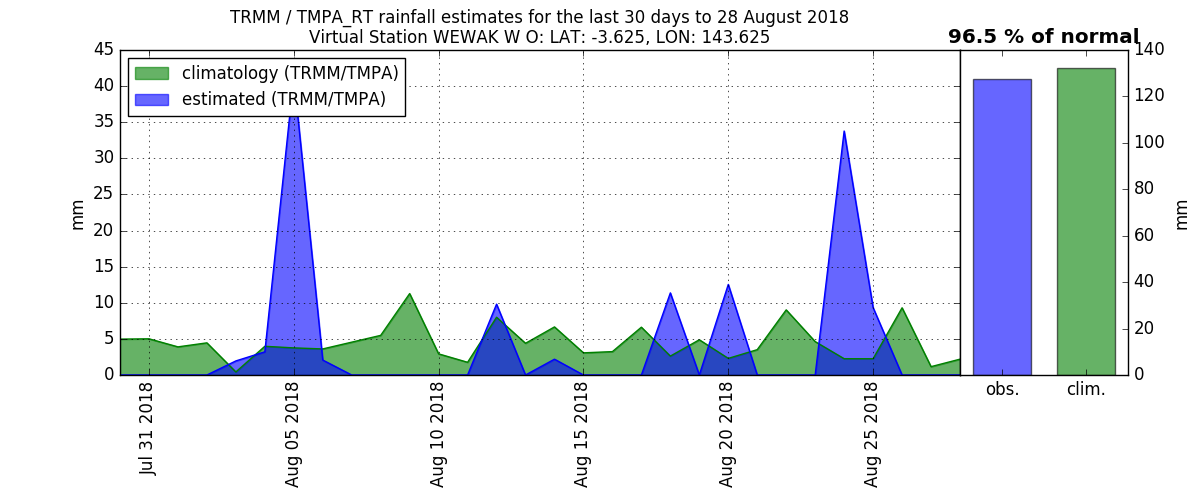 TRMM / TMPA_RT rainfall estimates for the last 30 days to 28 August 2018
Virtual Station WEWAK W O: LAT: -3.625, LON: 143.625
96.5 % of normal
climatology (TRMM/TMPA)
estimated (TRMM/TMPA)
mm
45
40
35
30
25
20
15
10
5
0
Jul 31 2018
Aug 05 2018
Aug 10 2018
Aug 15 2018
Aug 20 2018
Aug 25 2018
obs.
clim.
140
120
100
80
60
40
20
0
mm